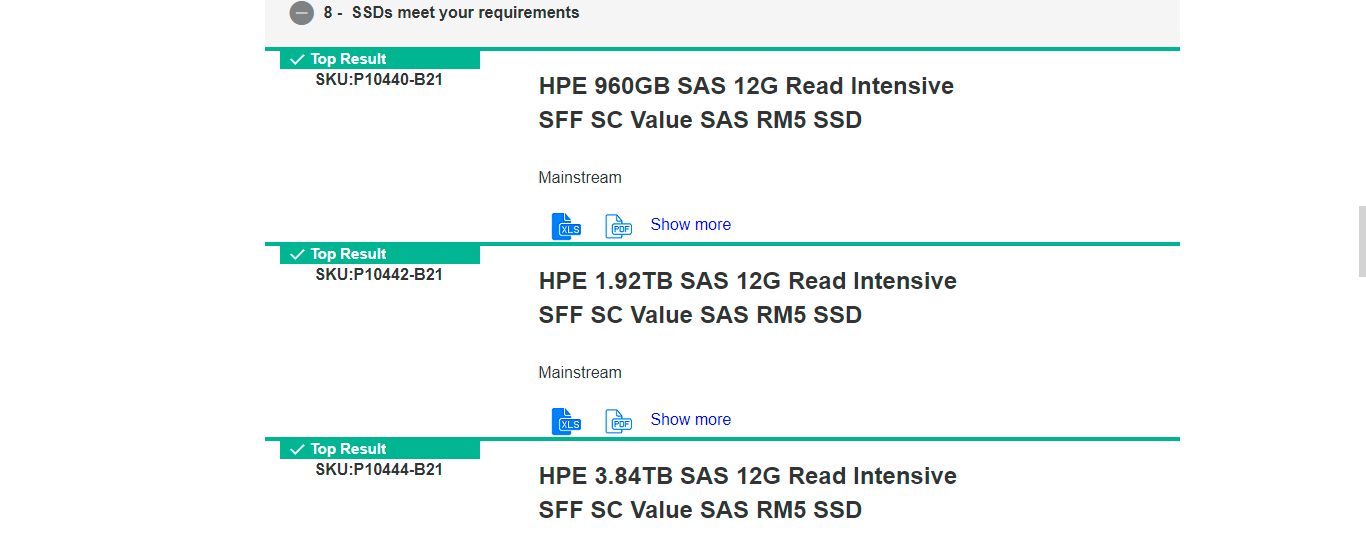 8 -  SSDs meet your requirements
Top Result
SKU:P10440-B21
HPE 960GB SAS 12G Read Intensive
SFF SC Value SAS RM5 SSD
Mainstream
XLS PDF Show more
Top Result
SKU:P10442-B21
HPE 1.92TB SAS 12G Read Intensive
SFF SC Value SAS RM5 SSD
Mainstream
XLS PDF Show more
Top Result
SKU:P10444-B21
HPE 3.84TB SAS 12G Read Intensive
SFF SC Value SAS RM5 SSD